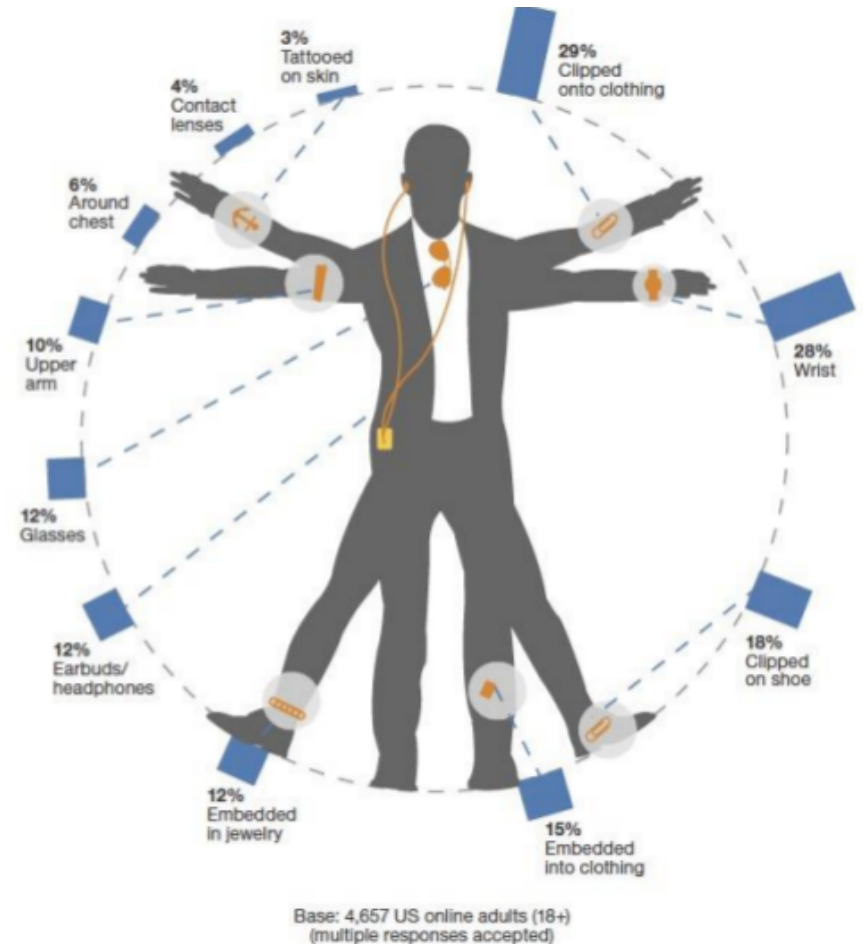 3%
Tattooed
on skin
29%
Clipped
onto clothing
4%
Contact
lenses
6%
Around
chest
10%
Upper
arm
28%
Wrist
12%
Glasses
12%
Earbuds/
headphones
18%
Clipped
on shoe
12%
Embedded
in jewelry
15%
Embedded
into clothing
Base: 4,657 US online adults (18+)
(multiple responses accepted)